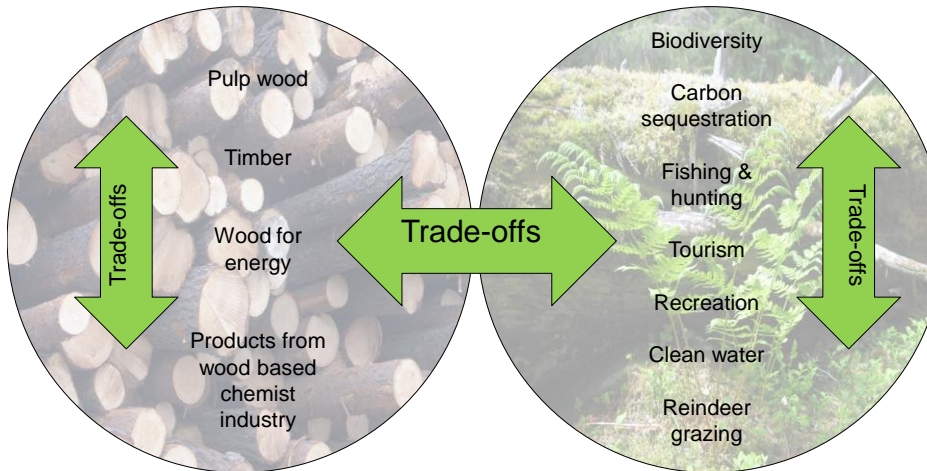 Pulp wood
Timber
Wood for
energy
Products from
wood based
chemist
industry
Trade-offs
Trade-offs
Biodiversity
Carbon
sequestration
Fishing &
hunting
Tourism
Recreation
Clean water
Reindeer
grazing
Trade-offs